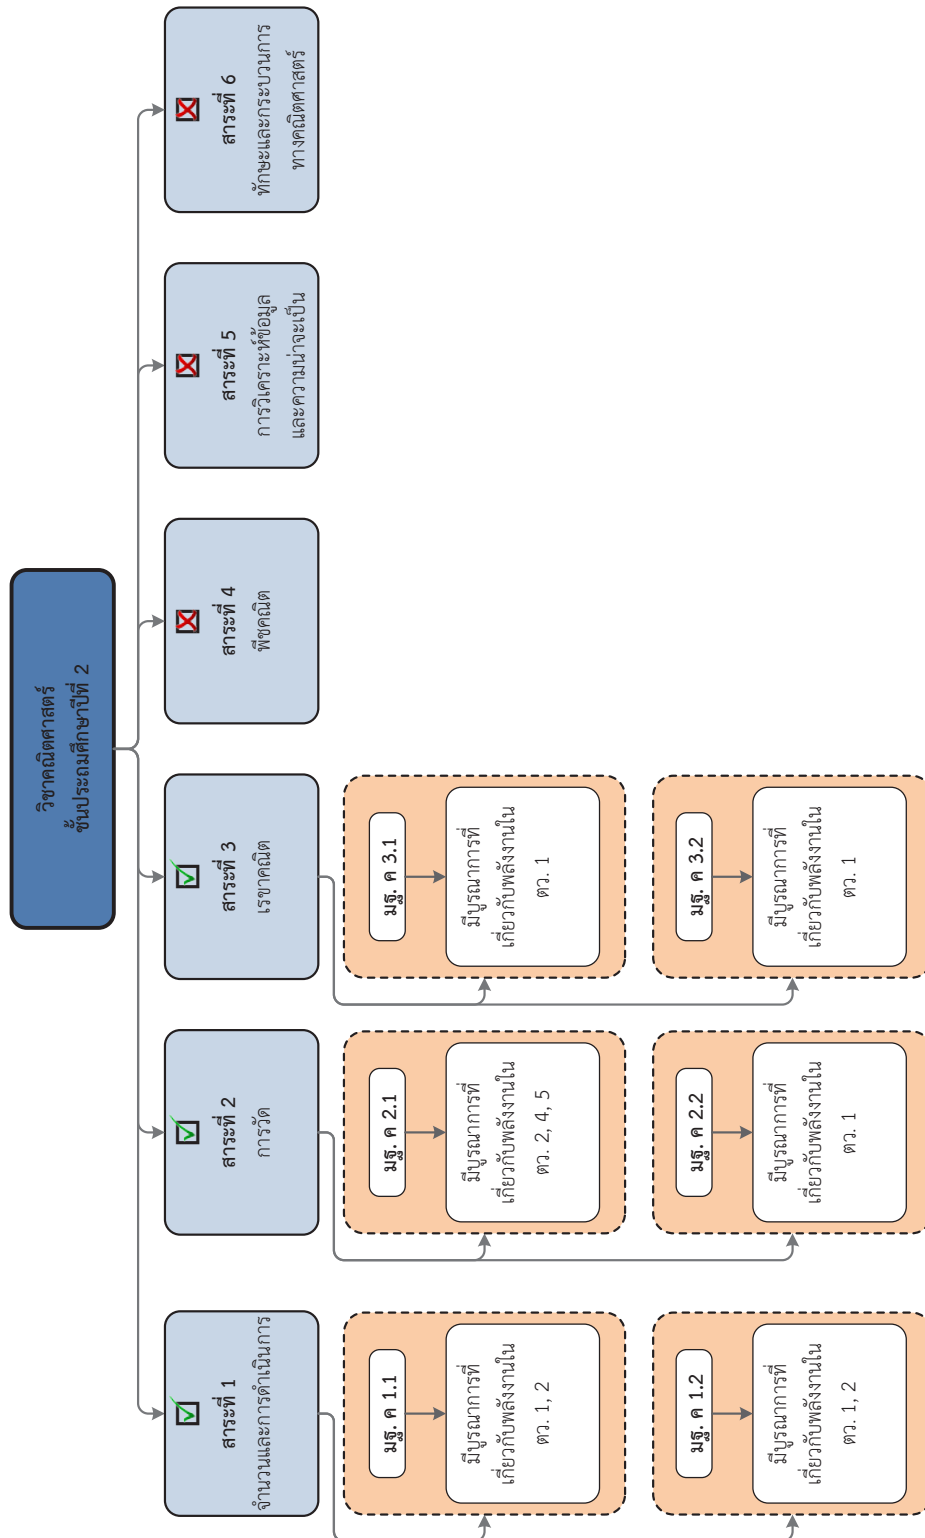 วิชาคณิตศาสตร์
ชั้นประถมศึกษาปีที่ 2
สาระที่ 1
จำนวนและการดำเนินการ
สาระที่ 2
การวัด
สาระที่ 3
เรขาคณิต
สาระที่ 4
พีชคณิต
สาระที่ 5
การวิเคราะห์ข้อมูล
และความน่าจะเป็น
สาระที่ 6
ทักษะและกระบวนการ
ทางคณิตศาสตร์
มฐ. ค 1.1
มีบูรณาการที่
เกี่ยวกับพลังงานใน
ตว. 1, 2
มฐ. ค 2.1
มีบูรณาการที่
เกี่ยวกับพลังงานใน
ตว. 2, 4, 5
มฐ. ค 3.1
มีบูรณาการที่
เกี่ยวกับพลังงานใน
ตว. 1
มฐ. ค 1.2
มีบูรณาการที่
เกี่ยวกับพลังงานใน
ตว. 1, 2
มฐ. ค 2.2
มีบูรณาการที่
เกี่ยวกับพลังงานใน
ตว. 1
มฐ. ค 3.2
มีบูรณาการที่
เกี่ยวกับพลังงานใน
ตว. 1